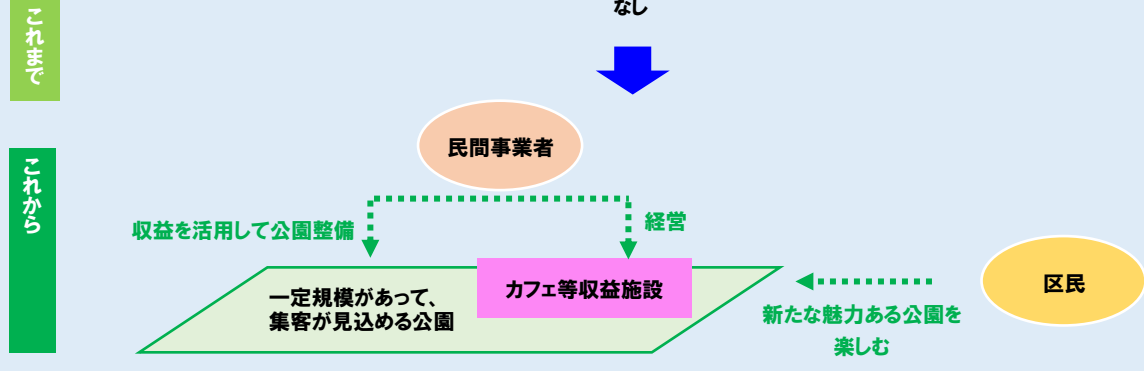 これまで
なし
これから
民間事業者
収益を活用して公園整備
経営
一定規模があって、
集客が見込める公園
カフェ等収益施設
新たな魅力ある公園を
楽しむ
区民